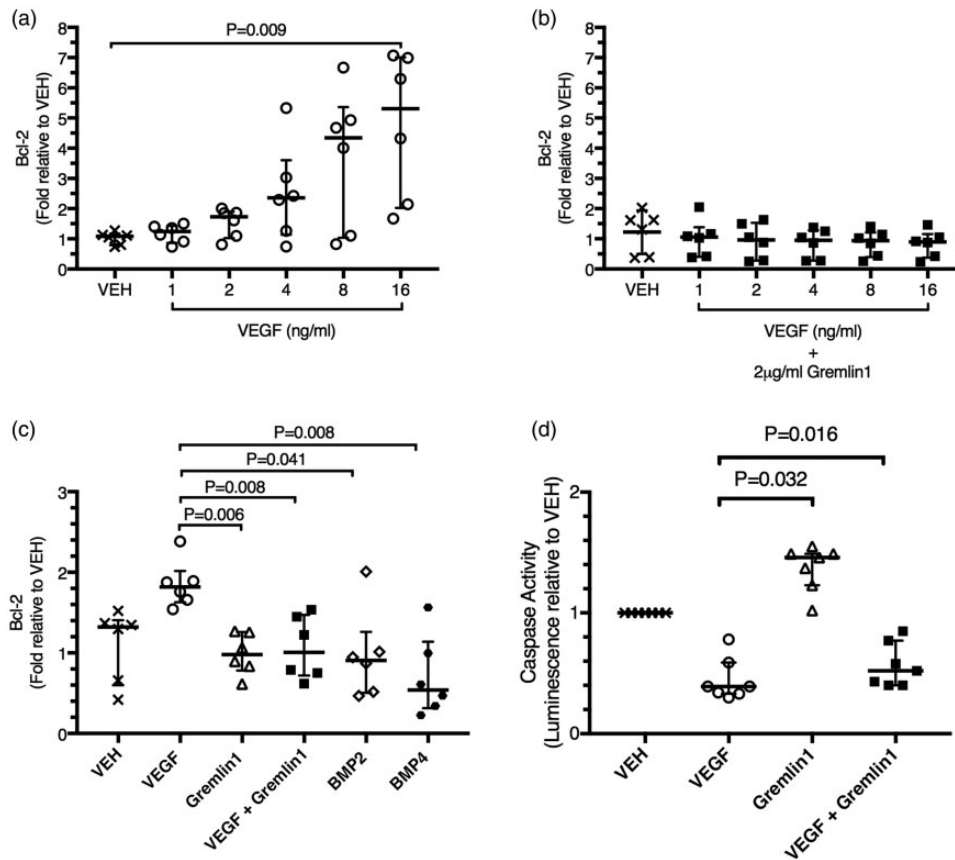 (a)
P=0.009
8
7
6
5
4
3
2
1
0
Bcl-2
(Fold relative to VEH)
VEH
1
2
4
8
16
VEGF (ng/ml)
(b)
8
7
6
5
4
3
2
1
0
Bcl-2
(Fold relative to VEH)
VEH
1
2
4
8
16
VEGF (ng/ml)
+
2μg/ml Gremlin1
(c)
P=0.008
P=0.041
P=0.008
P=0.006
3
2
1
0
Bcl-2
(Fold relative to VEH)
VEH
VEGF
Gremlin1
VEGF + Gremlin1
BMP2
BMP4
(d)
P=0.016
P=0.032
2
1
0
Caspase Activity
(Luminescence relative to VEH)
VEH
VEGF
Gremlin1
VEGF + Gremlin1